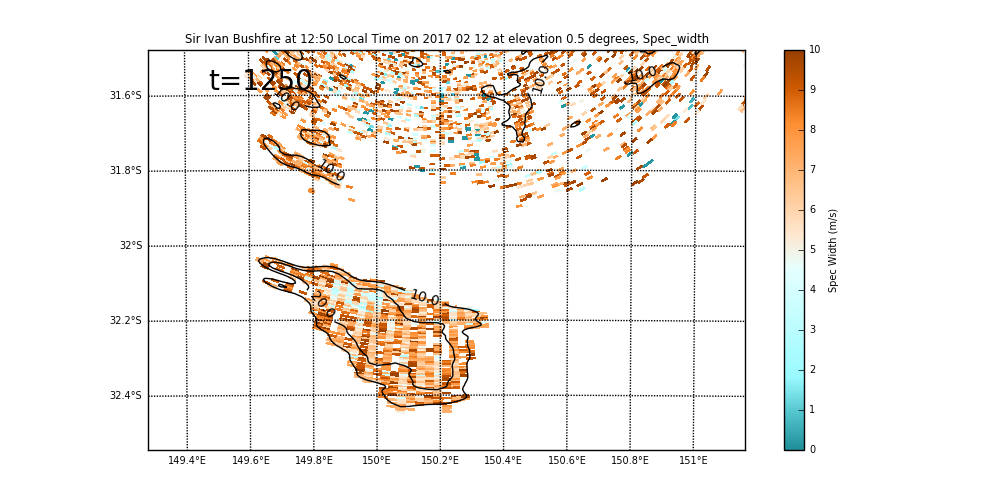 Sir Ivan Bushfire at 12:50 Local Time on 2017 02 12 at elevation 0.5 degrees, Spec_width
t=1250
10.0
10.0
10.0
10.0
10.0
20.0
31.6°S
31.8°S
32°S
32.2°S
32.4°S
149.4°E 149.6°E 149.8°E 150°E 150.2°E 150.4°E 150.6°E 150.8°E 151°E
10
9
8
7
6
5
4
3
2
1
0
Spec Width (m/s)